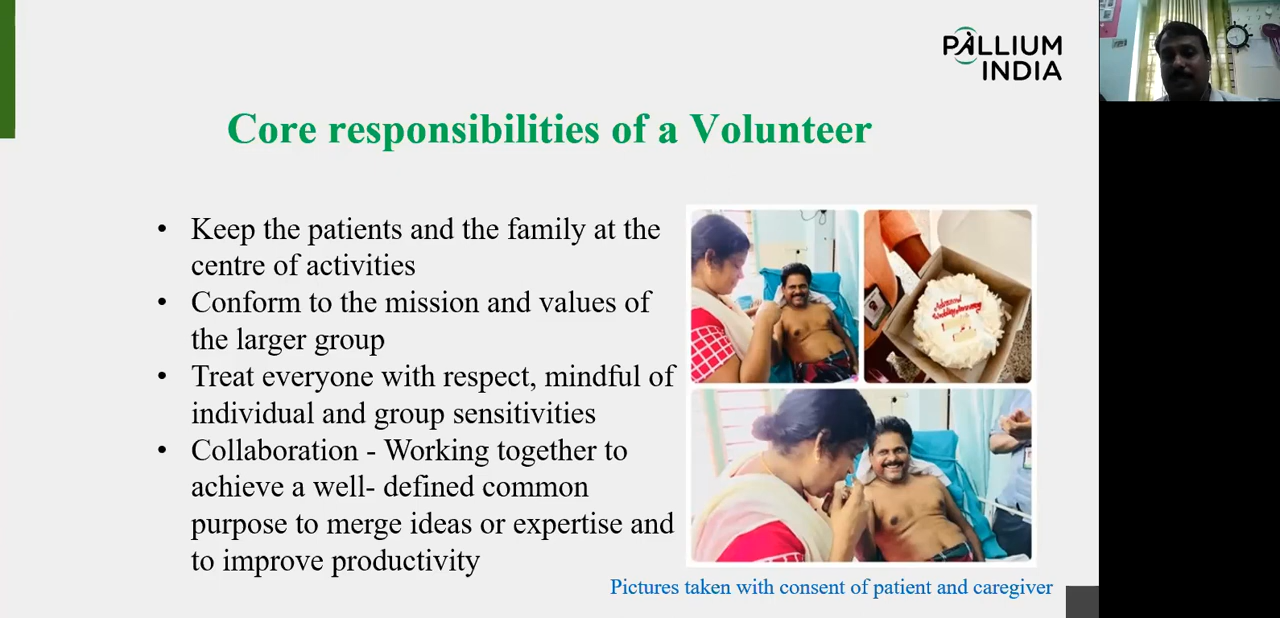 PALLIUM
INDIA
Core responsibilities of a Volunteer
• Keep the patients and the family at the
centre of activities
• Conform to the mission and values of
the larger group
• Treat everyone with respect, mindful of
individual and group sensitivities
• Collaboration - Working together to
achieve a well- defined common
purpose to merge ideas or expertise and
to improve productivity
Pictures taken with consent of patient and caregiver